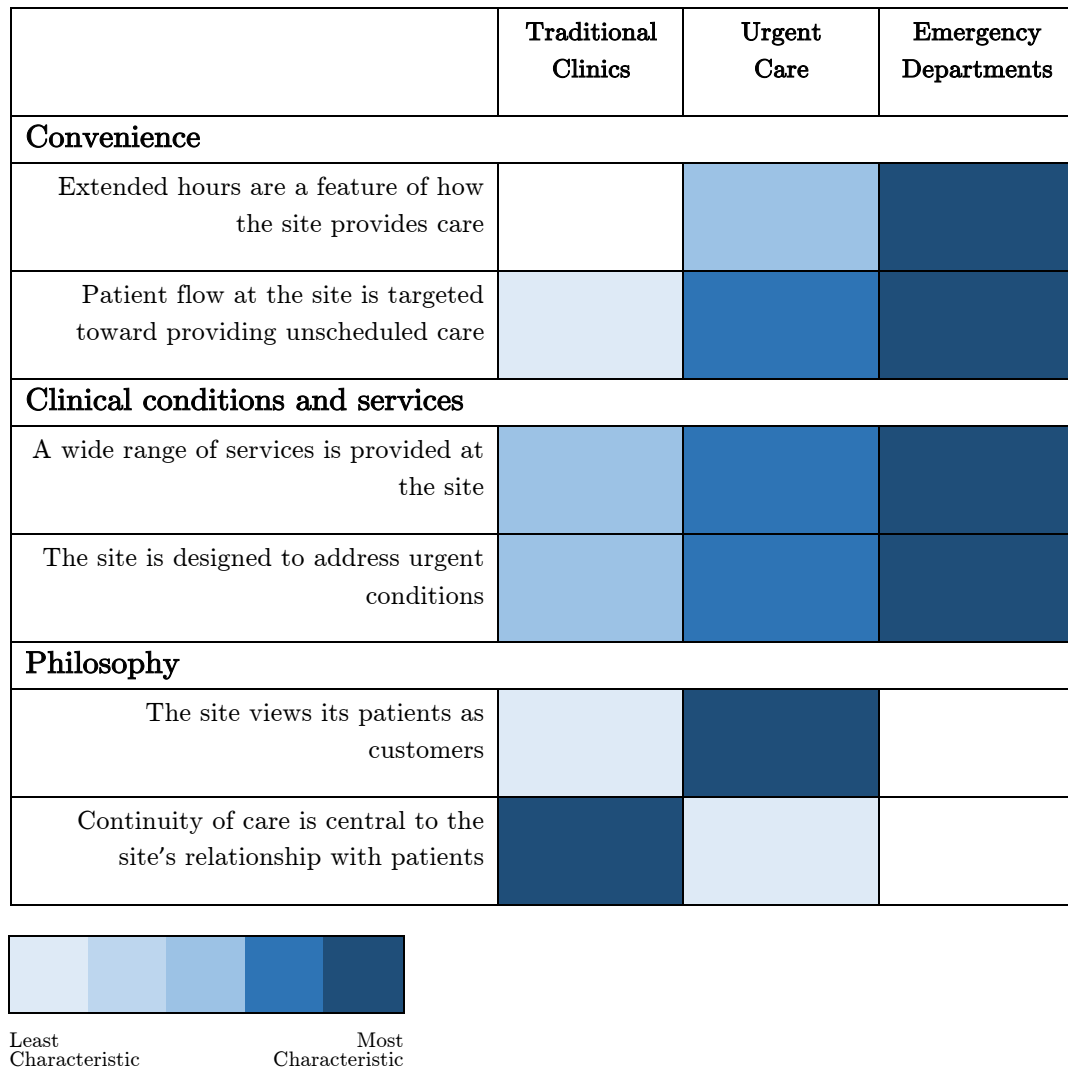 Traditional Clinics
Urgent Care
Emergency Departments
Convenience
Extended hours are a feature of how
the site provides care
Patient flow at the site is targeted
toward providing unscheduled care
Clinical conditions and services
A wide range of services is provided at
the site
The site is designed to address urgent
conditions
Philosophy
The site views its patients as
customers
Continuity of care is central to the
site's relationship with patients
Least
Characteristic
Most
Characteristic